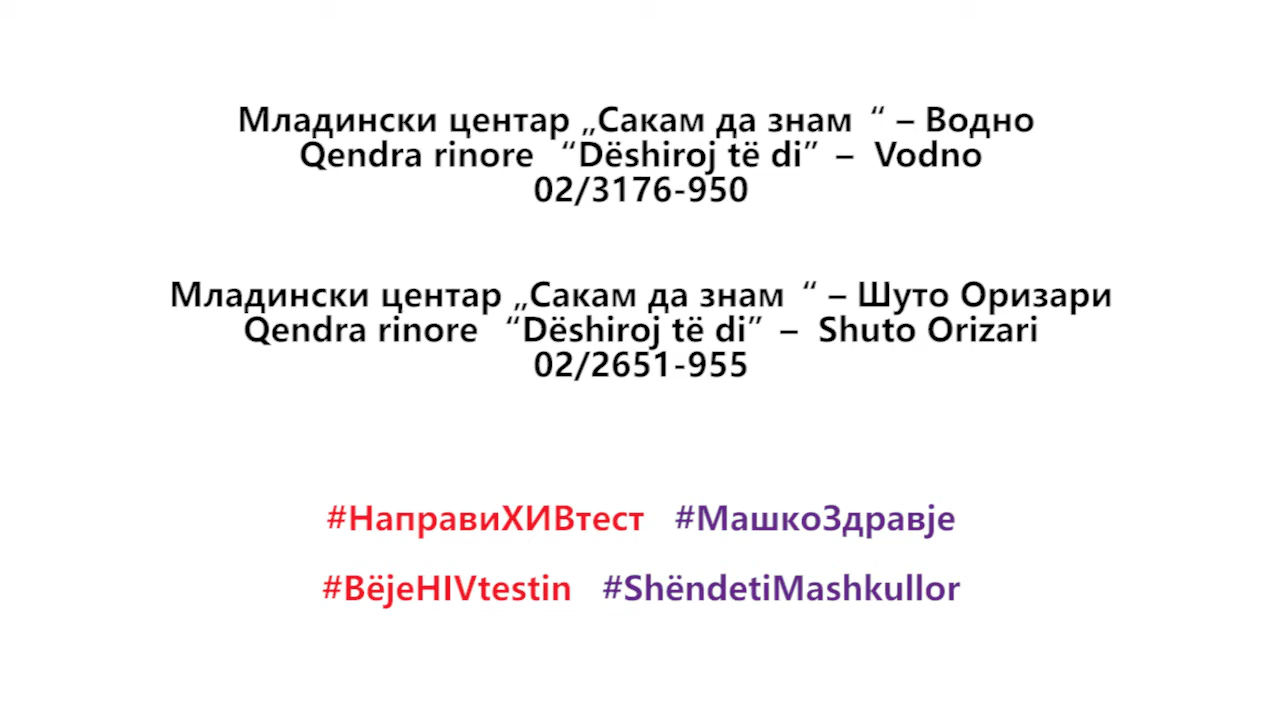 Младински центар „Сакам да знам “ – Водно
Qendra rinore “Dëshiroj të di” – Vodno
02/3176-950
Младински центар „Сакам да знам “ – Шуто Оризари
Qendra rinore “Dëshiroj të di” – Shuto Orizari
02/2651-955
#НаправиХИВтест #МашкоЗдравје
#BëjeHIVtestin #ShëndetiMashkullor